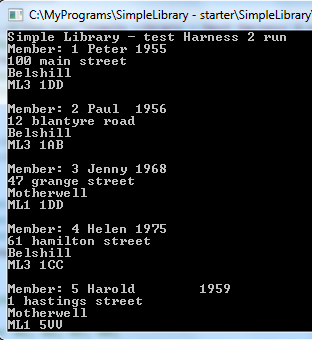 C:\MyPrograms\SimpleLibrary - starter\SimpleLibrary\
Simple Library - test Harness 2 run
Member: 1 Peter 1955
100 main street
Belshill
ML3 1DD
Member: 2 Paul  1956
12 blantyre road
Belshill
ML3 1AB
Member: 3 Jenny 1968
47 grange street
Motherwell
ML1 1DD
Member: 4 Helen 1975
61 hamilton street
Belshill
ML3 1CC
Member: 5 Harold        1959
1 hastings street
Motherwell
ML1 5VV